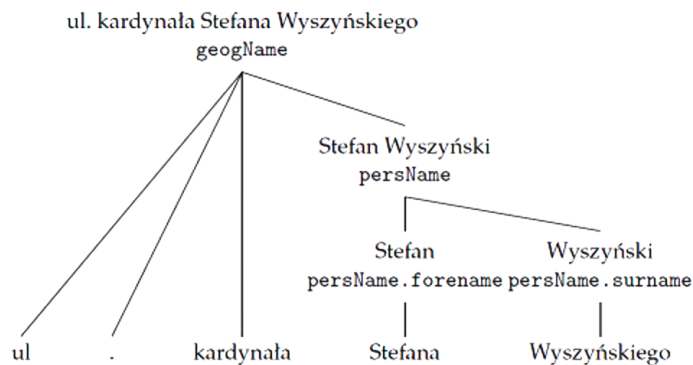 ul. kardynała Stefana Wyszyńskiego
geogName
Stefan Wyszyński
persName
Stefan Wyszyński
persName.forename persName.surname
ul . kardynała Stefana Wyszyńskiego